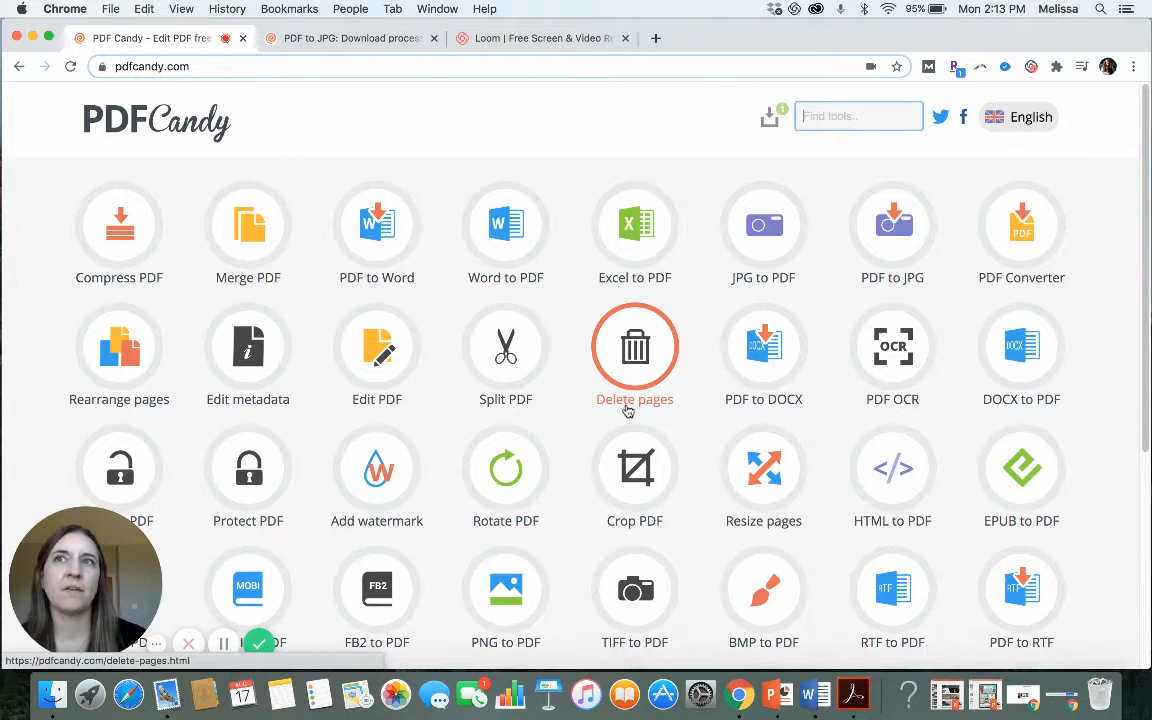 Chrome File Edit View History Bookmarks People Tab Window Help 95% Mon 2:13 PM Melissa
PDF Candy - Edit PDF free PDF to JPG: Download process Loom | Free Screen & Video Re
pdfcandy.com
PDFCandy
1
Find tools..
English
Compress PDF Merge PDF PDF to Word Word to PDF Excel to PDF JPG to PDF PDF to JPG PDF Converter
Rearrange pages Edit metadata Edit PDF Split PDF Delete pages PDF to DOCX PDF OCR DOCX to PDF
PDF Protect PDF Add watermark Rotate PDF Crop PDF Resize pages HTML to PDF EPUB to PDF
FB2 to PDF PNG to PDF TIFF to PDF BMP to PDF RTF to PDF PDF to RTF
https://pdfcandy.com/delete-pages.html